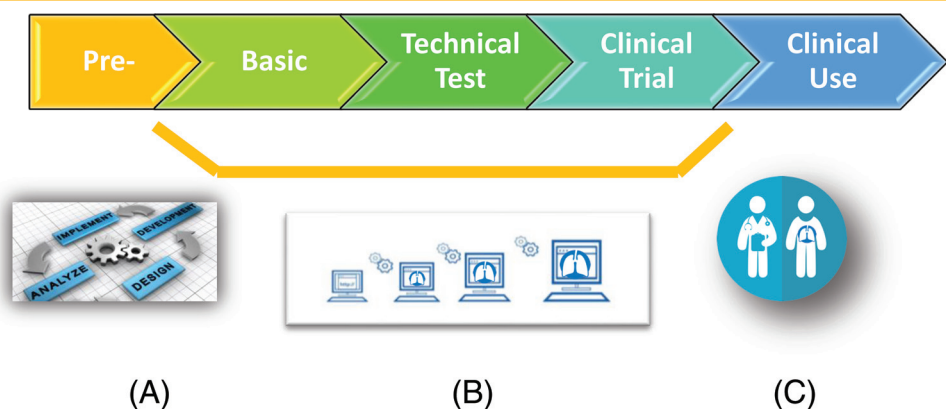 Pre-
Basic
Technical
Test
Clinical
Trial
Clinical
Use
IMPLEMENT
DEVELOPMENT
ANALYZE
DESIGN
(A)
(B)
(C)